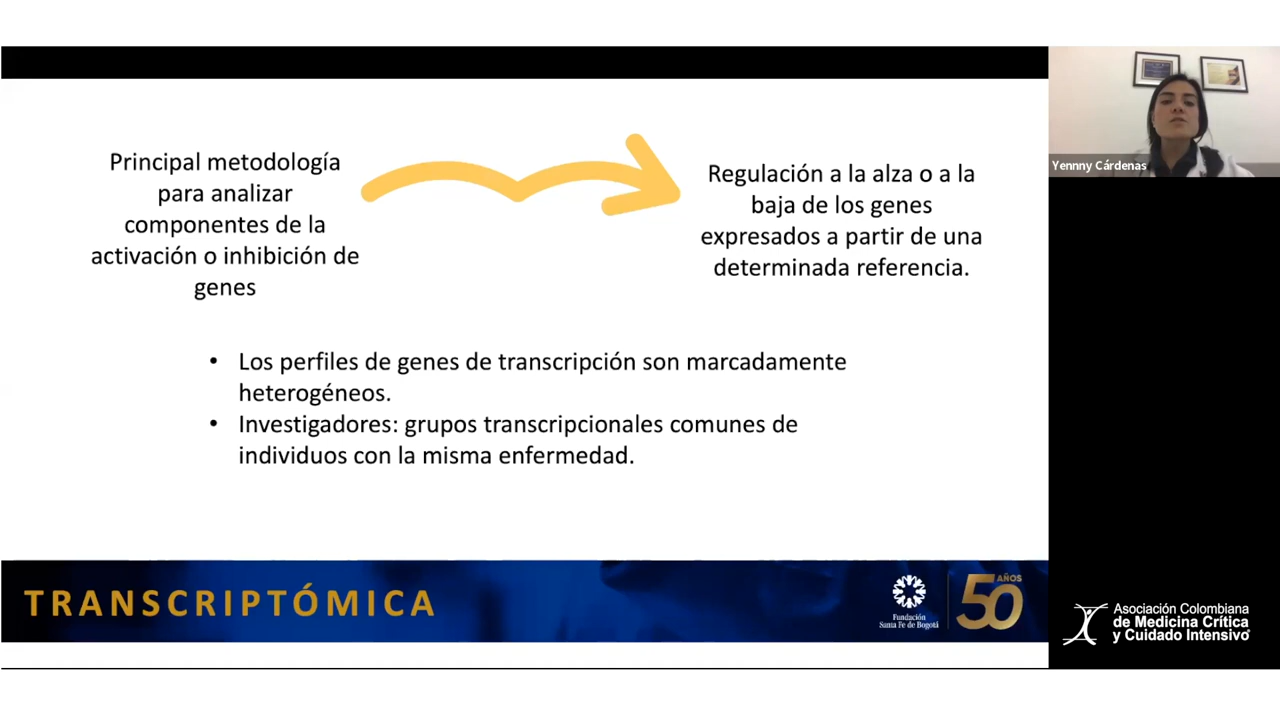 Principal metodología
para analizar
componentes de la
activación o inhibición de
genes
Regulación a la alza o a la
baja de los genes
expresados a partir de una
determinada referencia.
• Los perfiles de genes de transcripción son marcadamente
heterogéneos.
• Investigadores: grupos transcripcionales comunes de
individuos con la misma enfermedad.
TRANSCRIPTÓMICA
Fundación
Santa Fe de Bogotá
50 AÑOS
Yennny Cárdenas
Asociación Colombiana
de Medicina Crítica
y Cuidado Intensivo